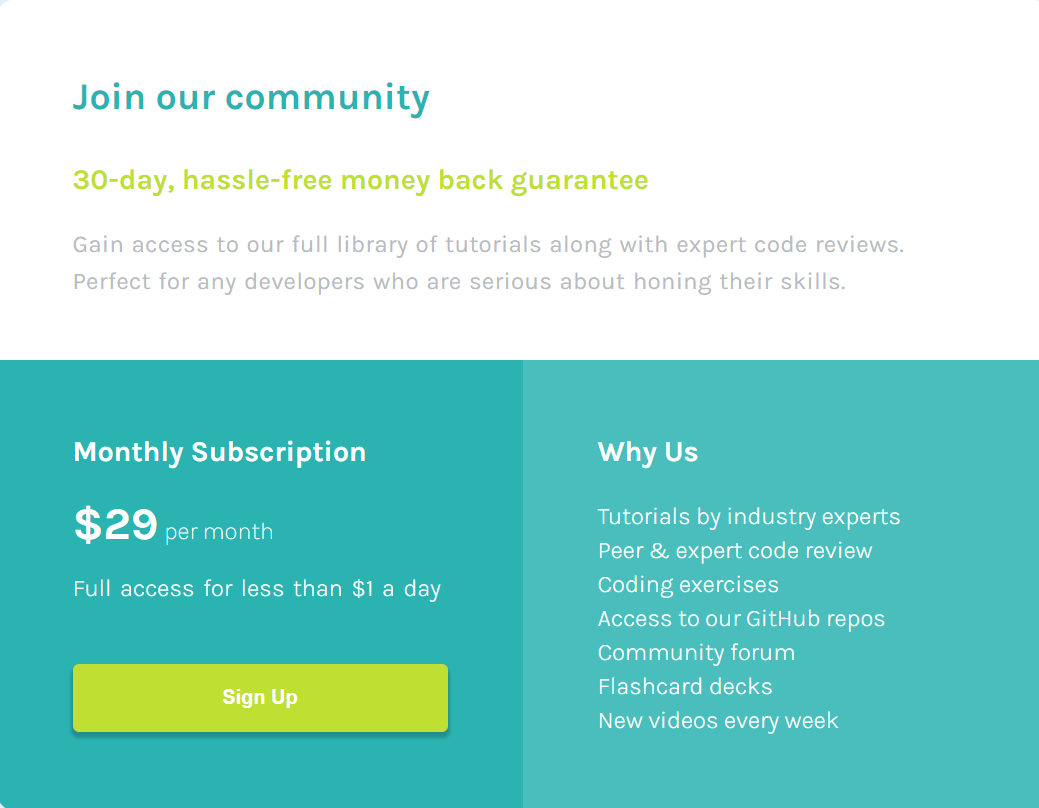 Join our community
30-day, hassle-free money back guarantee
Gain access to our full library of tutorials along with expert code reviews.
Perfect for any developers who are serious about honing their skills.
Monthly Subscription
$29 per month
Full access for less than $1 a day
Sign Up
Why Us
Tutorials by industry experts
Peer & expert code review
Coding exercises
Access to our GitHub repos
Community forum
Flashcard decks
New videos every week